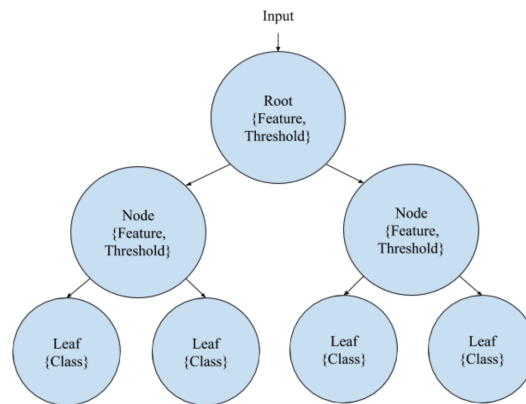 Input
Root
{Feature,
Threshold}
Node
{Feature,
Threshold}
Node
{Feature,
Threshold}
Leaf
{Class}
Leaf
{Class}
Leaf
{Class}
Leaf
{Class}